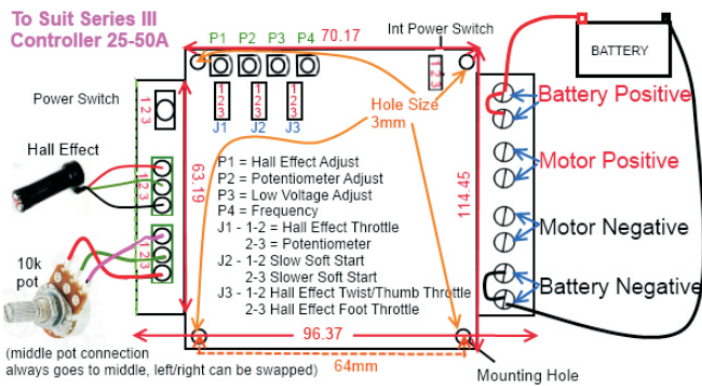 To Suit Series III
Controller 25-50A
P1 P2 P3 P4
70.17
Int Power Switch
BATTERY
Power Switch
1 2 3
1 2 3
1 2 3
1 2 3
1 2 3
J1 J2 J3
Hole Size
3mm
Battery Positive
Hall Effect
1 2 3
63.19
114.45
P1 = Hall Effect Adjust
P2 = Potentiometer Adjust
P3 = Low Voltage Adjust
P4 = Frequency
J1 - 1-2 = Hall Effect Throttle
2-3 = Potentiometer
J2 - 1-2 Slow Soft Start
2-3 Slower Soft Start
J3 - 1-2 Hall Effect Twist/Thumb Throttle
2-3 Hall Effect Foot Throttle
Motor Positive
Motor Negative
Battery Negative
10k
pot
1 2 3
96.37
64mm
(middle pot connection
always goes to middle, left/right can be swapped)
Mounting Hole